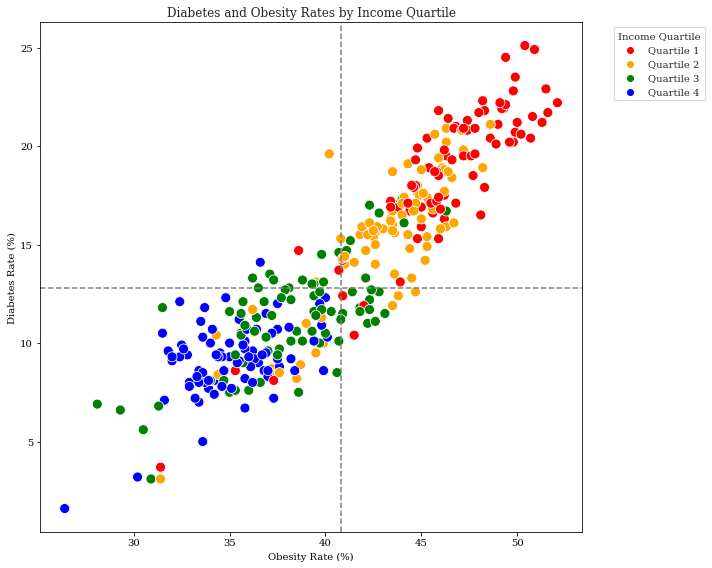 Diabetes and Obesity Rates by Income Quartile
Income Quartile
Quartile 1
Quartile 2
Quartile 3
Quartile 4
Diabetes Rate (%)
25
20
15
10
5
30 35 40 45 50
Obesity Rate (%)